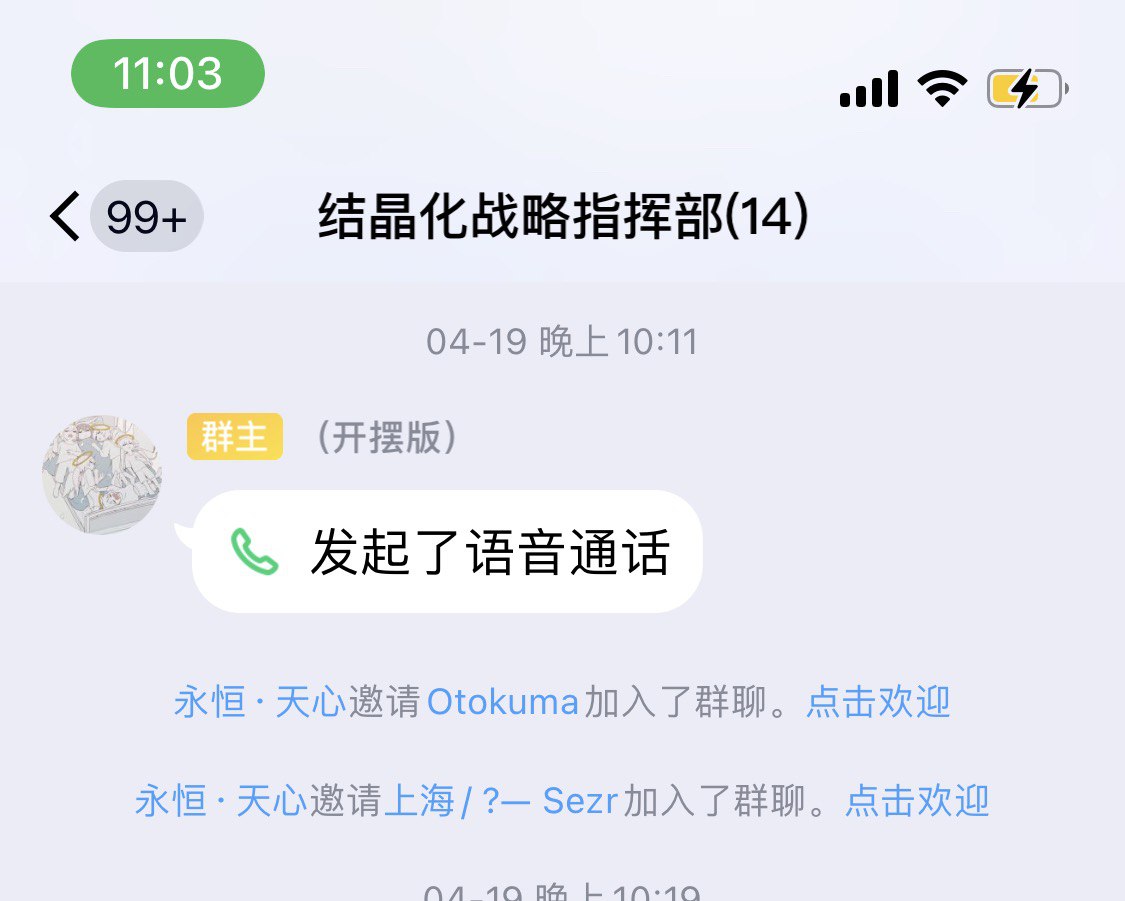 11:03
99+ 结晶化战略指挥部(14)
04-19 晚上 10:11
群主 (开摆版)
发起了语音通话
永恒·天心邀请Otokuma加入了群聊。点击欢迎
永恒·天心邀请上海/ ?— Sezr加入了群聊。点击欢迎
04-19 晚上 10:19